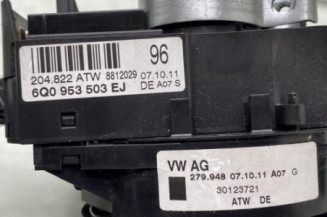 96
204.822 ATW 8812029 07.10.11
6Q0 953 503 EJ DE A07 S
VW AG
279.948 07.10.11 A07 G
30123721
ATW DE